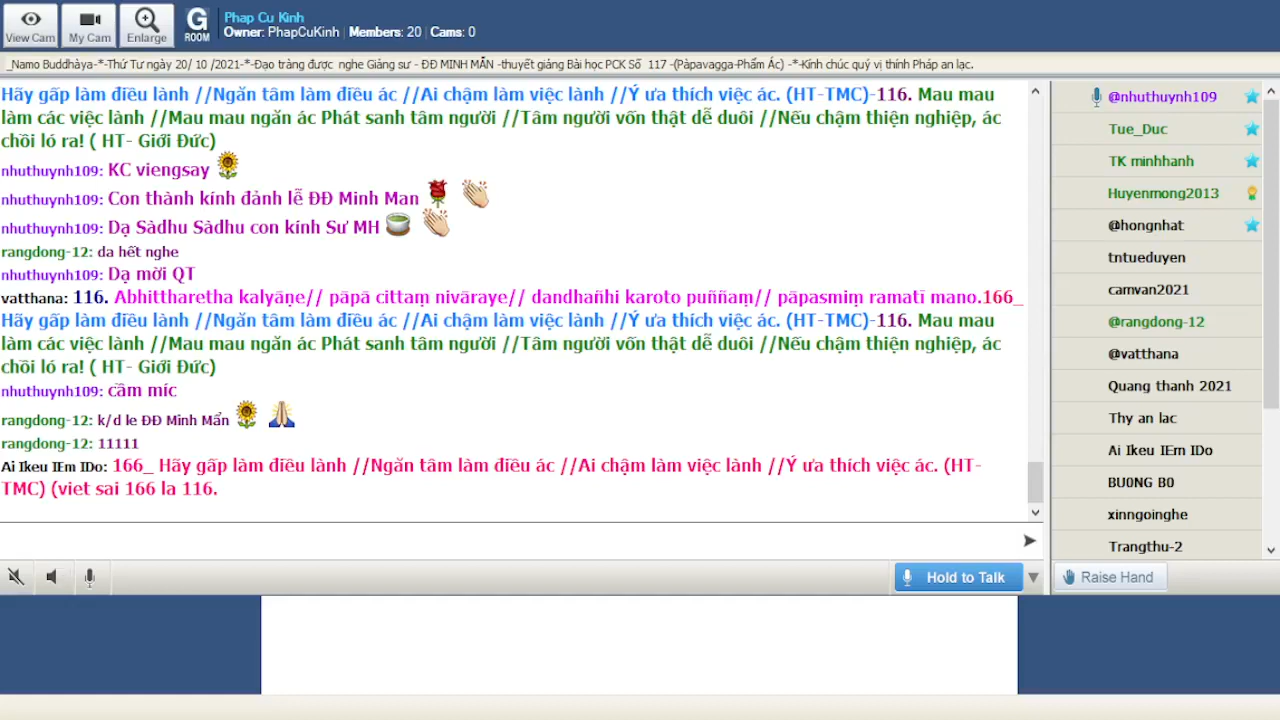 View Cam
My Cam
Enlarge
G
ROOM
Phap Cu Kinh
Owner: PhapCuKinh | Members: 20 | Cams: 0
_Namo Buddhàya-*-Thứ Tư ngày 20/ 10 /2021-*-Đạo tràng được nghe Giảng sư - ĐĐ MINH MẪN -thuyết giảng Bài học PCK Số 117 -(Pàpavagga-Phẩm Ác) -*-Kính chúc quý vị thính Pháp an lạc.
Hãy gấp làm điều lành //Ngăn tâm làm điều ác //Ai chậm làm việc lành //Ý ưa thích việc ác. (HT-TMC)-116. Mau mau
làm các việc lành //Mau mau ngăn ác Phát sanh tâm người //Tâm người vốn thật dễ duôi //Nếu chậm thiện nghiệp, ác
chồi ló ra! ( HT- Giới Đức)
nhuthuynh109: KC viengsay
nhuthuynh109: Con thành kính đảnh lễ ĐĐ Minh Man
nhuthuynh109: Dạ Sàdhu Sàdhu con kính Sư MH
rangdong-12: da hết nghe
nhuthuynh109: Dạ mời QT
vatthana: 116. Abhittharetha kalyāṇe// pāpā cittaṃ nivāraye// dandhañhi karoto puññaṃ// pāpasmiṃ ramatī mano.166_
Hãy gấp làm điều lành //Ngăn tâm làm điều ác //Ai chậm làm việc lành //Ý ưa thích việc ác. (HT-TMC)-116. Mau mau
làm các việc lành //Mau mau ngăn ác Phát sanh tâm người //Tâm người vốn thật dễ duôi //Nếu chậm thiện nghiệp, ác
chồi ló ra! ( HT- Giới Đức)
nhuthuynh109: cầm míc
rangdong-12: k/d le ĐĐ Minh Mẩn
rangdong-12: 11111
Ai Ikeu IEm IDo: 166_ Hãy gấp làm điều lành //Ngăn tâm làm điều ác //Ai chậm làm việc lành //Ý ưa thích việc ác. (HT-
TMC) (viet sai 166 la 116.
@nhuthuynh109
Tue_Duc
TK minhhanh
Huyenmong2013
@hongnhat
tntueduyen
camvan2021
@rangdong-12
@vatthana
Quang thanh 2021
Thy an lac
Ai Ikeu IEm IDo
BU0NG B0
xinngoinghe
Trangthu-2
Hold to Talk
Raise Hand